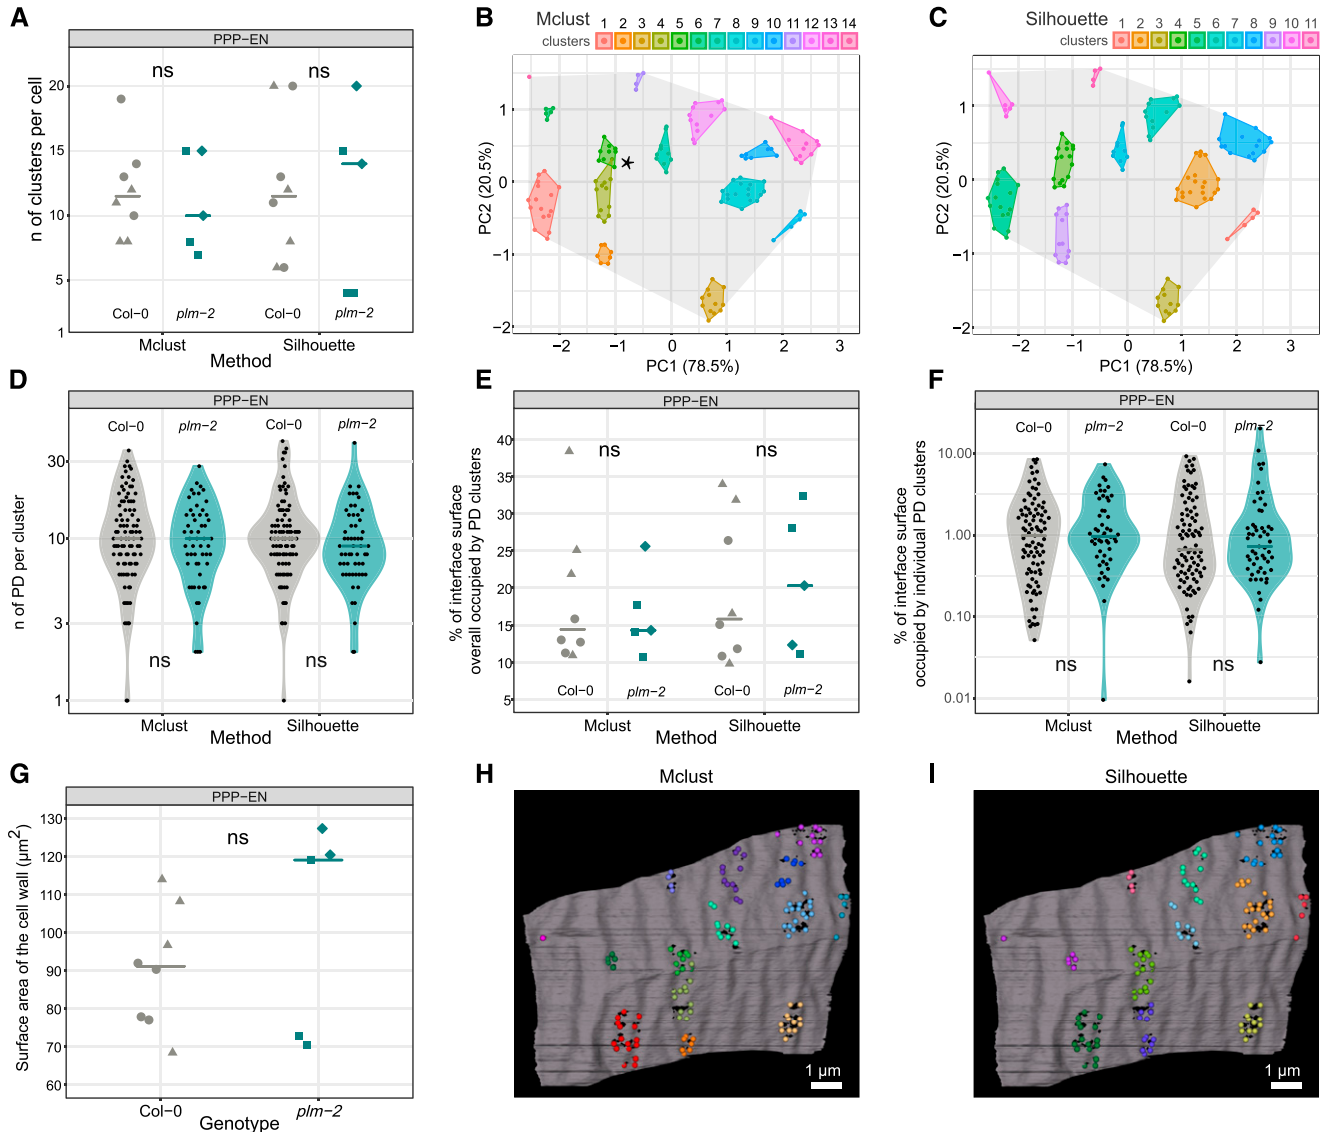 A
PPP−EN
n of clusters per cell
20
15
10
5
1
ns
ns
Col−0
plm−2
Col−0
plm−2
Mclust
Silhouette
Method
B
Mclust
1 2 3 4 5 6 7 8 9 10 11 12 13 14
clusters
PC2 (20.5%)
1
0
−1
−2
−2 −1 0 1 2 3
PC1 (78.5%)
C
Silhouette
1 2 3 4 5 6 7 8 9 10 11
clusters
PC2 (20.5%)
1
0
−1
−2
−2 −1 0 1 2 3
PC1 (78.5%)
D
PPP−EN
n of PD per cluster
30
10
3
1
Col−0
plm−2
Col−0
plm−2
ns
ns
Mclust
Silhouette
Method
E
PPP−EN
% of interface surface
overall occupied by PD clusters
40
35
30
25
20
15
10
5
ns
ns
Col−0
plm−2
Col−0
plm−2
Mclust
Silhouette
Method
F
PPP−EN
% of interface surface
occupied by individual PD clusters
10.00
1.00
0.10
0.01
Col−0
plm−2
Col−0
plm−2
ns
ns
Mclust
Silhouette
Method
G
PPP−EN
Surface area of the cell wall (µm²)
130
120
110
100
90
80
70
60
ns
Col−0
plm−2
Genotype
H
Mclust
1 µm
I
Silhouette
1 µm